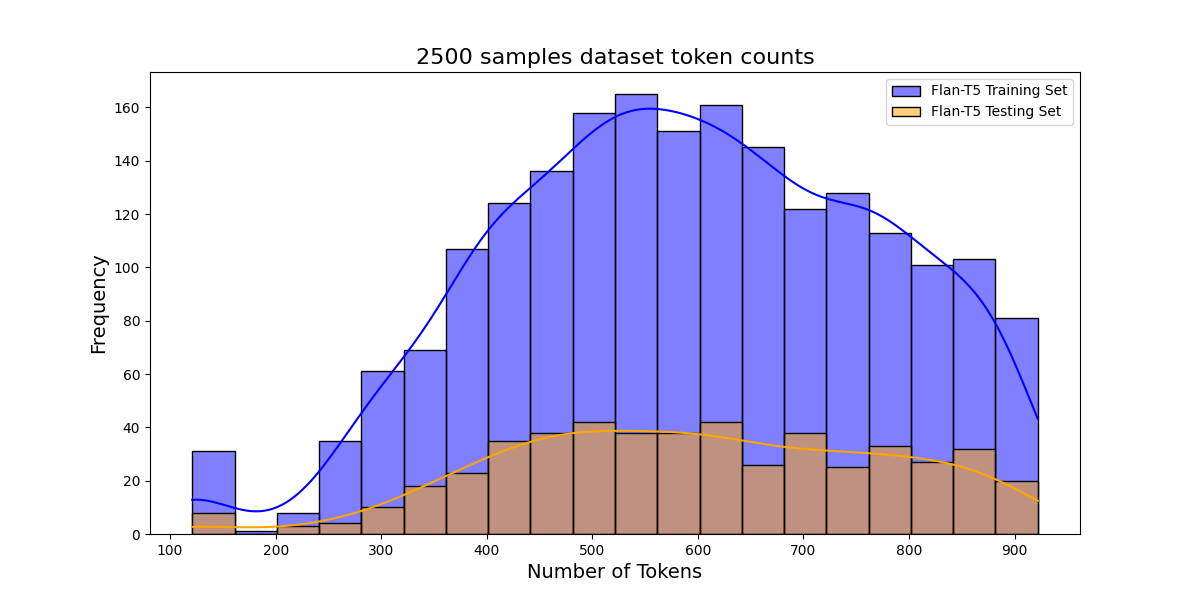 2500 samples dataset token counts
Flan-T5 Training Set
Flan-T5 Testing Set
Frequency
160
140
120
100
80
60
40
20
0
100 200 300 400 500 600 700 800 900
Number of Tokens